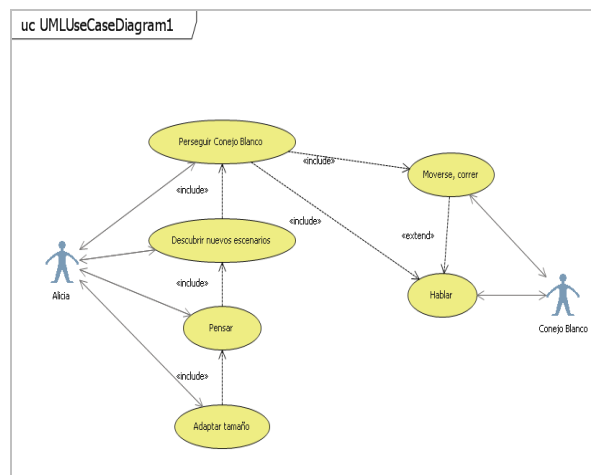 uc UMLUseCaseDiagram1
Perseguir Conejo Blanco
«include»
Moverse, correr
«include»
«include»
«extend»
Descubrir nuevos escenarios
Alicia
«include»
Hablar
Pensar
Conejo Blanco
«include»
Adaptar tamaño